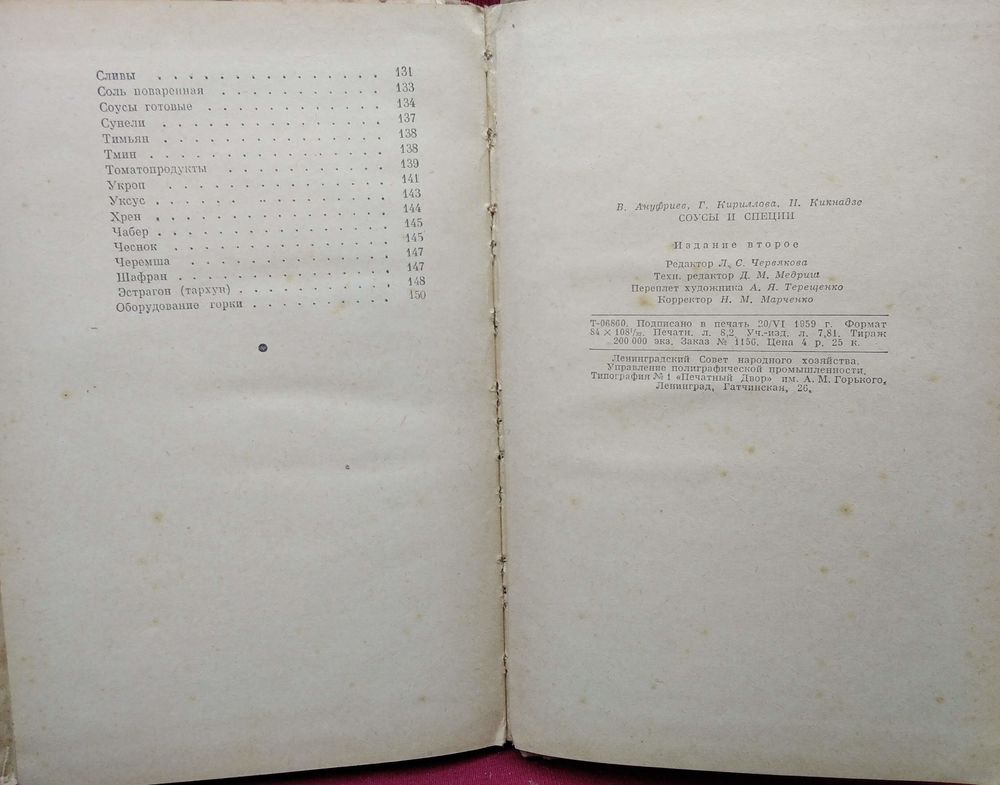 Сливы . . . . . . . . . . . . . . 131
Соль поваренная . . . . . . . . . . 133
Соусы готовые . . . . . . . . . . . 134
Сунели . . . . . . . . . . . . . . 137
Тимьян . . . . . . . . . . . . . . 138
Тмин . . . . . . . . . . . . . . . 138
Томатопродукты . . . . . . . . . . 139
Укроп . . . . . . . . . . . . . . 141
Уксус . . . . . . . . . . . . . . 143
Хрен . . . . . . . . . . . . . . . 144
Чабер . . . . . . . . . . . . . . 145
Чеснок . . . . . . . . . . . . . . 145
Черемша . . . . . . . . . . . . . 147
Шафран . . . . . . . . . . . . . . 147
Эстрагон (тархун) . . . . . . . . . 148
Оборудование горки . . . . . . . . 150
В. Ануфриев, Г. Кириллова, Н. Кикнадзе
СОУСЫ И СПЕЦИИ
Издание второе
Редактор Л. С. Червякова
Техн. редактор Д. М. Медриш
Переплет художника А. Я. Терещенко
Корректор Н. М. Марченко
Т-06860. Подписано в печать 20/VI 1959 г. Формат
84 × 108¹/₃₂. Печатн. л. 8,2. Уч.-изд. л. 7,81. Тираж
200 000 экз. Заказ № 1156. Цена 4 р. 25 к.
Ленинградский Совет народного хозяйства.
Управление полиграфической промышленности.
Типография № 1 «Печатный Двор» им. А. М. Горького.
Ленинград, Гатчинская, 26.